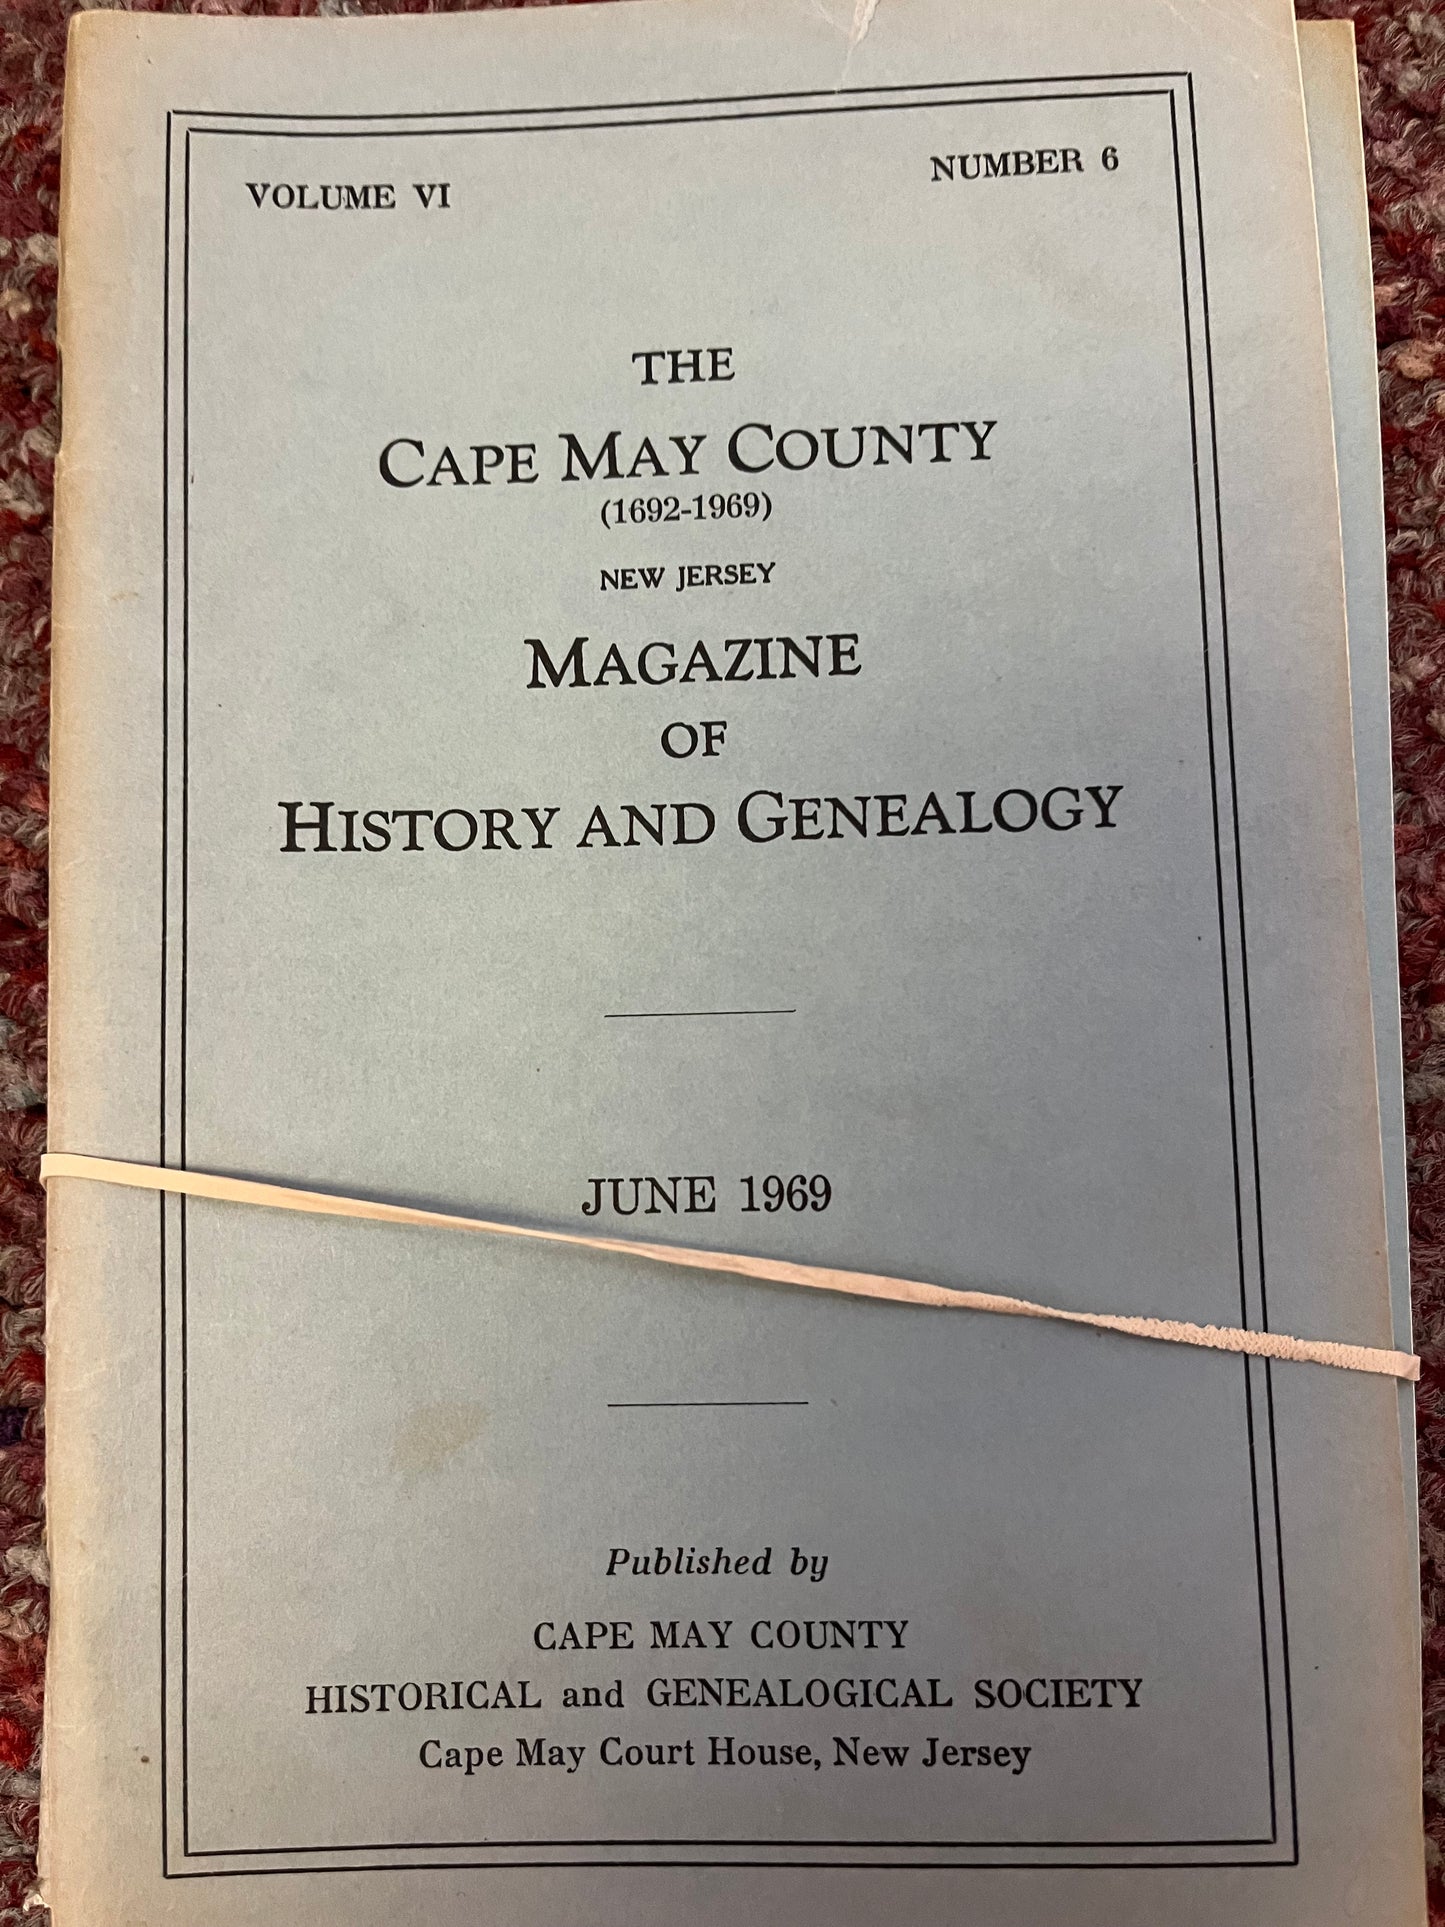 VOLUME VI NUMBER 6
THE
CAPE MAY COUNTY
(1692-1969)
NEW JERSEY
MAGAZINE
OF
HISTORY AND GENEALOGY
JUNE 1969
Published by
CAPE MAY COUNTY
HISTORICAL and GENEALOGICAL SOCIETY
Cape May Court House, New Jersey